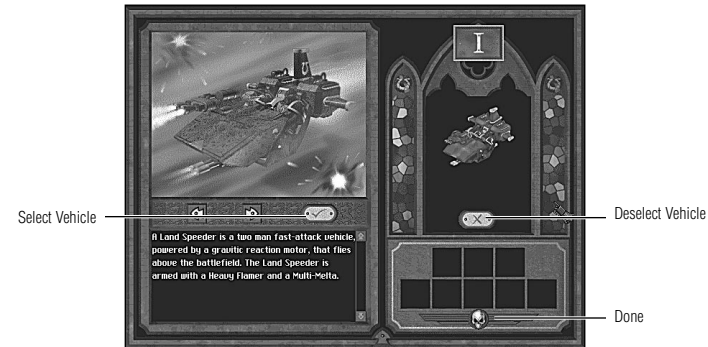 I
Select Vehicle
Deselect Vehicle
A Land Speeder is a two man fast-attack vehicle,
powered by a gravitic reaction motor, that flies
above the battlefield. The Land Speeder is
armed with a Heavy Flamer and a Multi-Melta.
Done